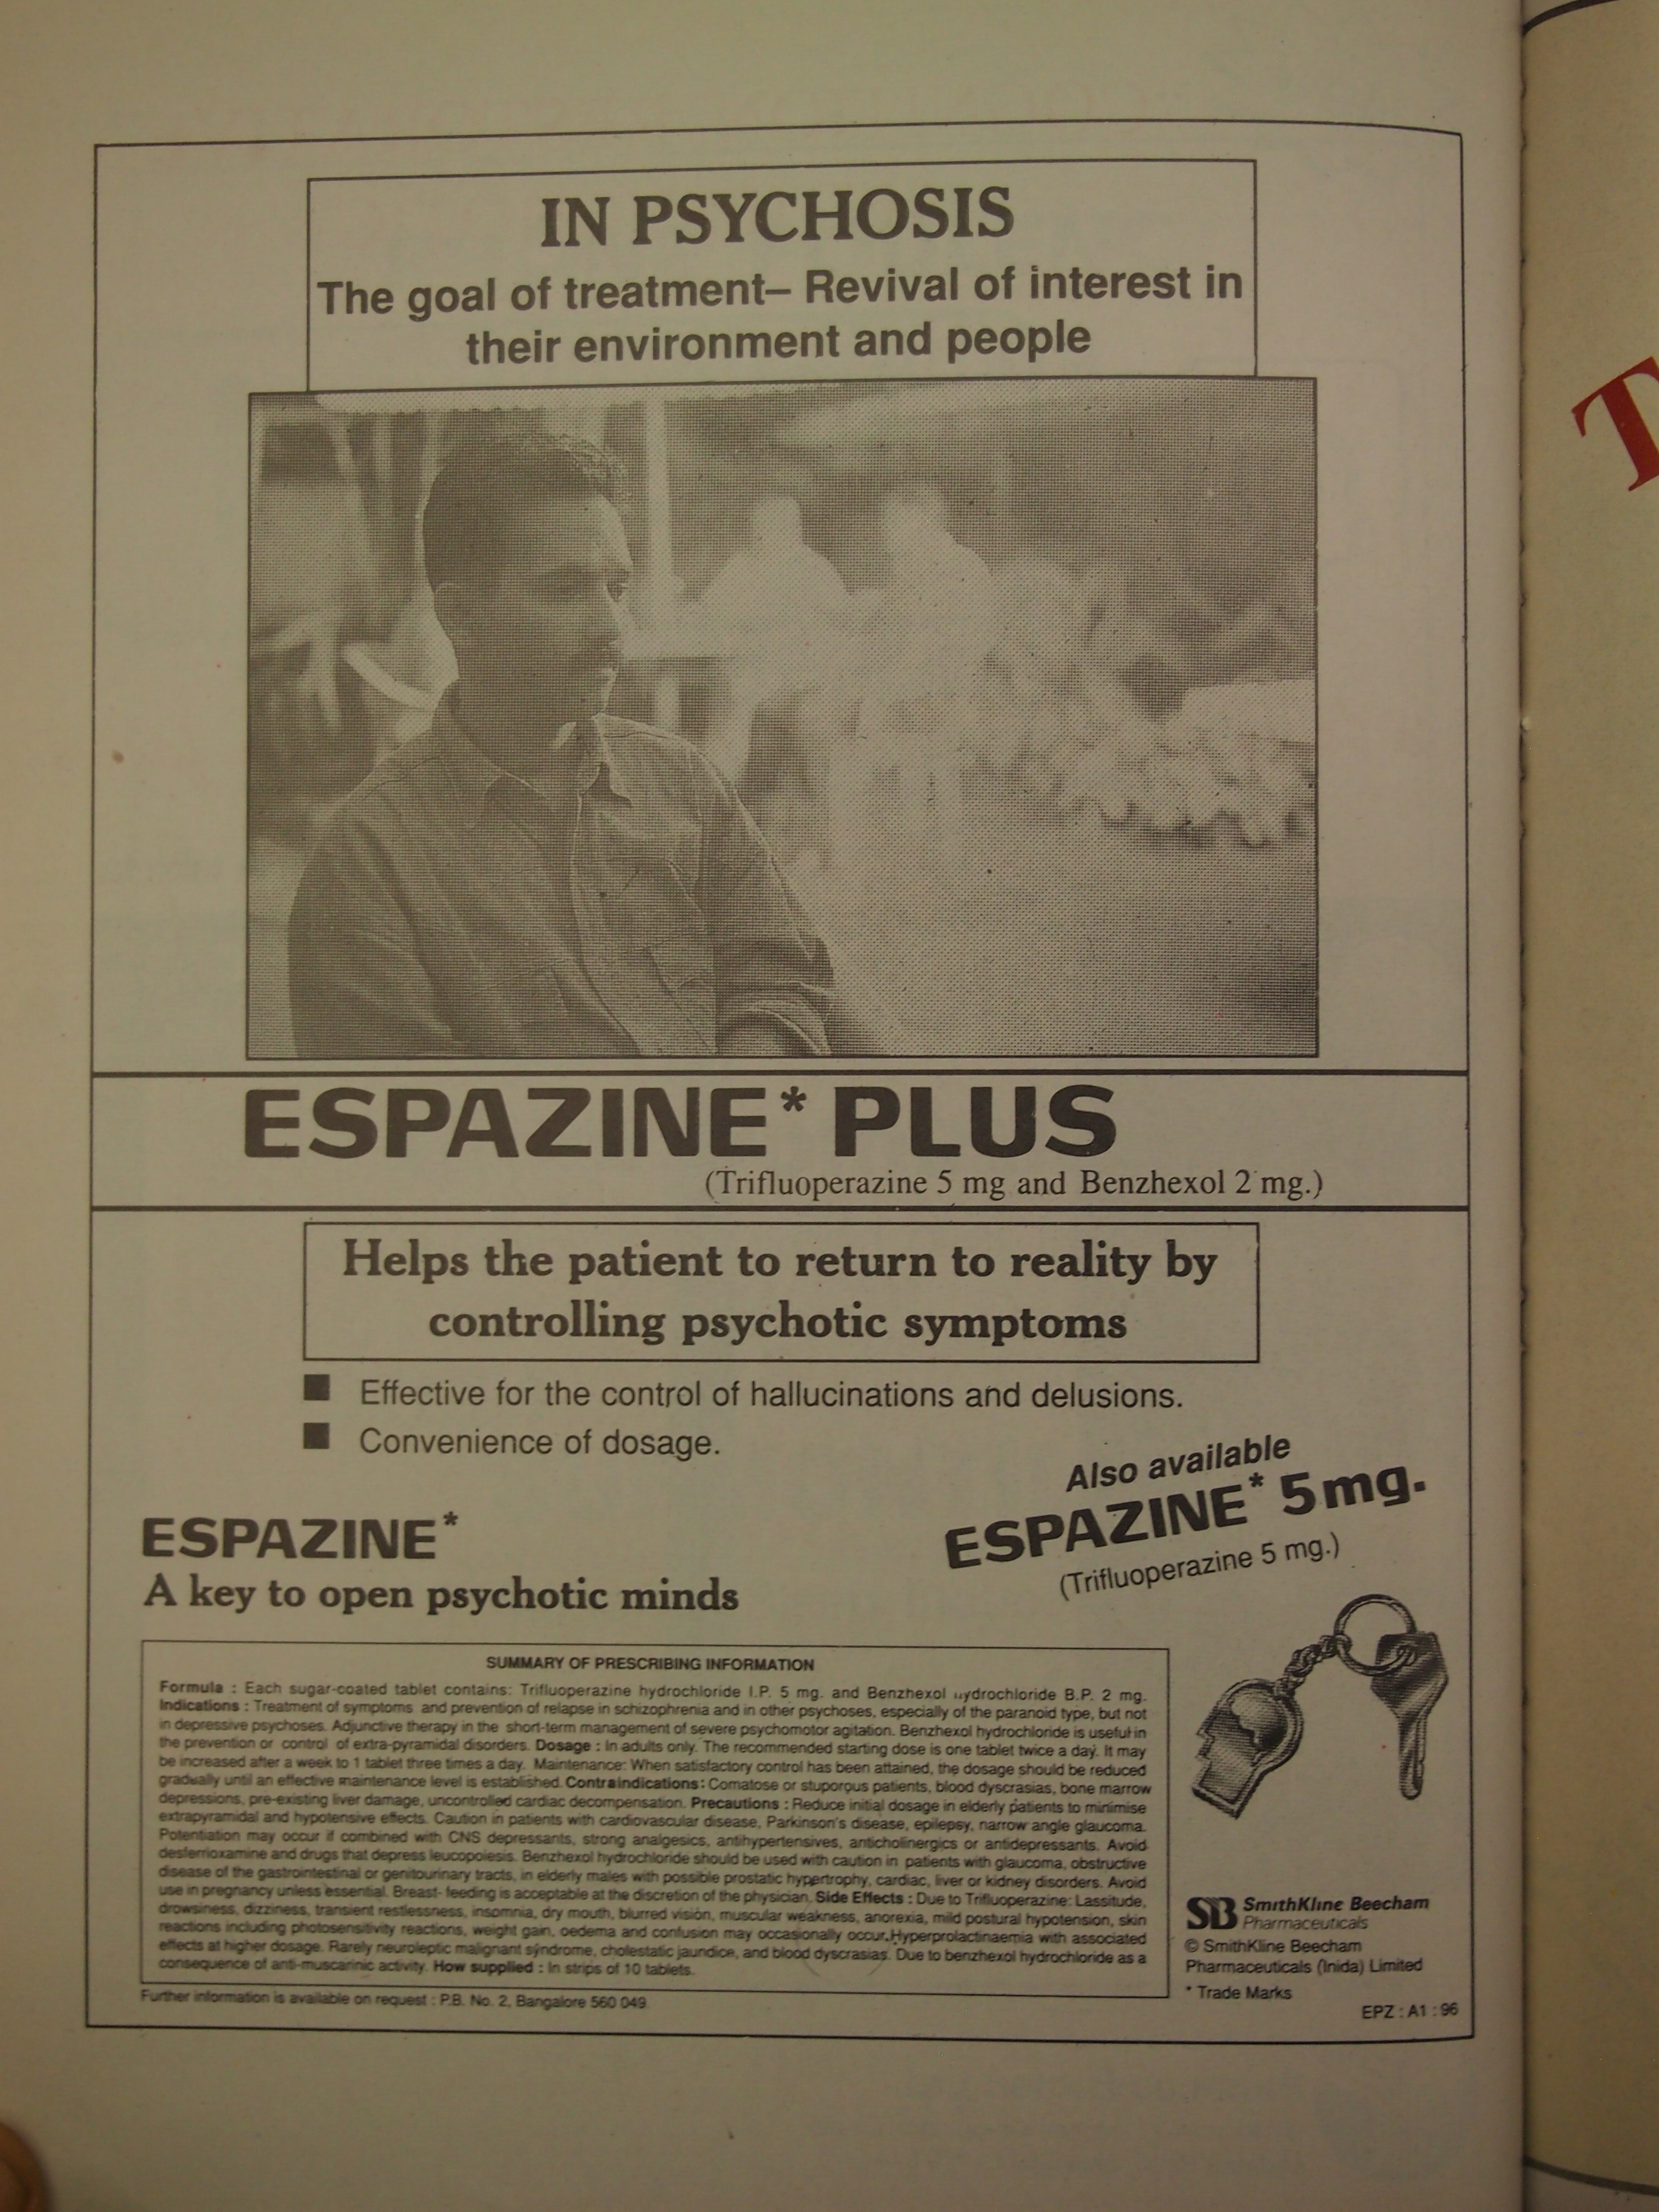 IN PSYCHOSIS
The goal of treatment– Revival of interest in
their environment and people
ESPAZINE* PLUS
(Trifluoperazine 5 mg and Benzhexol 2 mg.)
Helps the patient to return to reality by
controlling psychotic symptoms
■ Effective for the control of hallucinations and delusions.
■ Convenience of dosage.
Also available
ESPAZINE* 5mg.
(Trifluoperazine 5 mg.)
ESPAZINE*
A key to open psychotic minds
SUMMARY OF PRESCRIBING INFORMATION
Formula : Each sugar-coated tablet contains: Trifluoperazine hydrochloride I.P. 5 mg. and Benzhexol hydrochloride B.P. 2 mg.
Indications : Treatment of symptoms and prevention of relapse in schizophrenia and in other psychoses, especially of the paranoid type, but not
in depressive psychoses. Adjunctive therapy in the short-term management of severe psychomotor agitation. Benzhexol hydrochloride is useful in
the prevention or control of extra-pyramidal disorders. Dosage : In adults only. The recommended starting dose is one tablet twice a day. It may
be increased after a week to 1 tablet three times a day. Maintenance: When satisfactory control has been attained, the dosage should be reduced
gradually until an effective maintenance level is established. Contraindications: Comatose or stuporous patients, blood dyscrasias, bone marrow
depressions, pre-existing liver damage, uncontrolled cardiac decompensation. Precautions : Reduce initial dosage in elderly patients to minimise
extrapyramidal and hypotensive effects. Caution in patients with cardiovascular disease, Parkinson's disease, epilepsy, narrow angle glaucoma.
Potentiation may occur if combined with CNS depressants, strong analgesics, antihypertensives, anticholinergics or antidepressants. Avoid
desferrioxamine and drugs that depress leucopoiesis. Benzhexol hydrochloride should be used with caution in patients with glaucoma, obstructive
disease of the gastrointestinal or genitourinary tracts, in elderly males with possible prostatic hypertrophy, cardiac, liver or kidney disorders. Avoid
use in pregnancy unless essential. Breast- feeding is acceptable at the discretion of the physician. Side Effects : Due to Trifluoperazine: Lassitude,
drowsiness, dizziness, transient restlessness, insomnia, dry mouth, blurred vision, muscular weakness, anorexia, mild postural hypotension, skin
reactions including photosensitivity reactions, weight gain, oedema and confusion may occasionally occur. Hyperprolactinaemia with associated
effects at higher dosage. Rarely neuroleptic malignant syndrome, cholestatic jaundice, and blood dyscrasias. Due to benzhexol hydrochloride as a
consequence of anti-muscarinic activity. How supplied : In strips of 10 tablets.
Further information is available on request : P.B. No. 2, Bangalore 560 049
SB SmithKline Beecham
Pharmaceuticals
© SmithKline Beecham
Pharmaceuticals (Inida) Limited
* Trade Marks
EPZ : A1 : 96
T